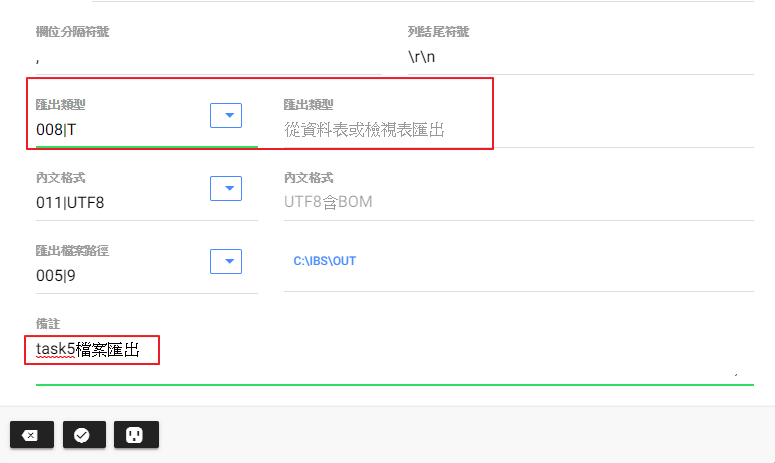 欄位分隔符號 列結尾符號
, \r\n
匯出類型 匯出類型
008|T 從資料表或檢視表匯出
內文格式 內文格式
011|UTF8 UTF8含BOM
匯出檔案路徑
005|9 C:\IBS\OUT
備註
task5檔案匯出